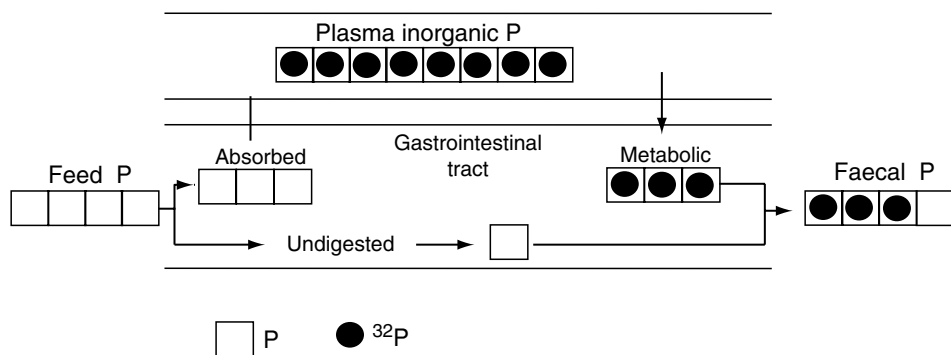 Plasma inorganic P
Gastrointestinal
tract
Absorbed
Metabolic
Feed P
Faecal P
Undigested
P
³²P